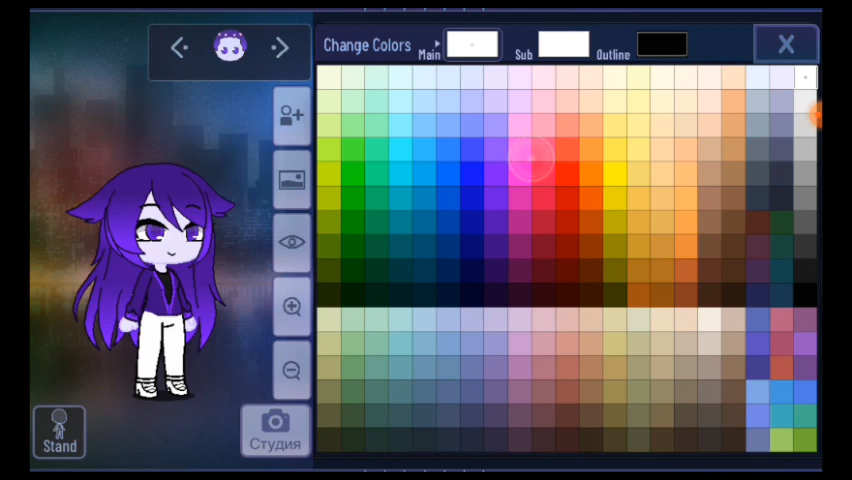 Change Colors
Main
Sub
Outline
X
Stand
Студия